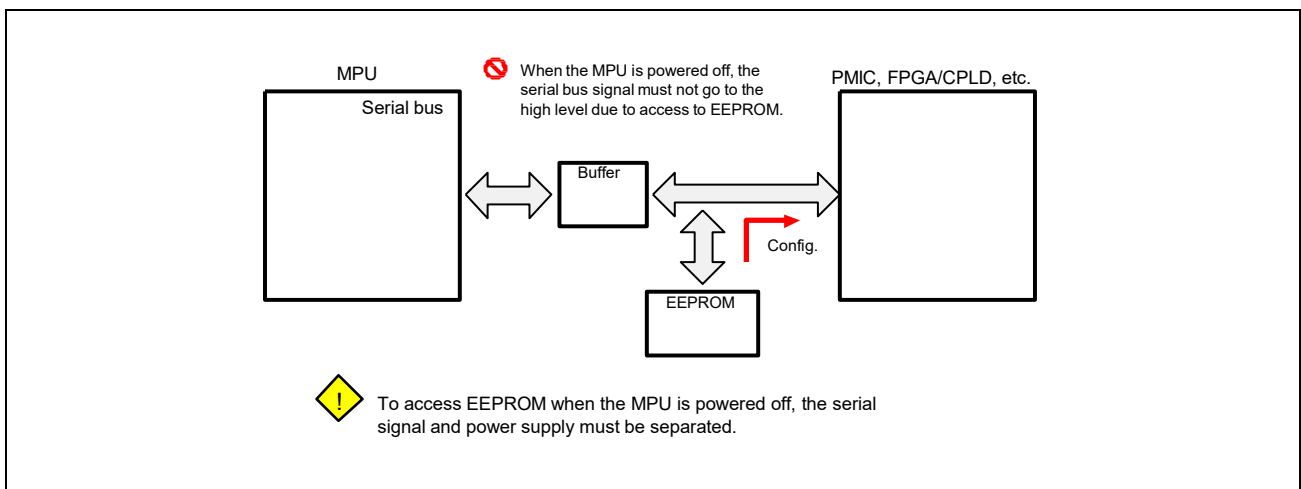 MPU
Serial bus
When the MPU is powered off, the
serial bus signal must not go to the
high level due to access to EEPROM.
PMIC, FPGA/CPLD, etc.
Buffer
Config.
EEPROM
!
To access EEPROM when the MPU is powered off, the serial
signal and power supply must be separated.